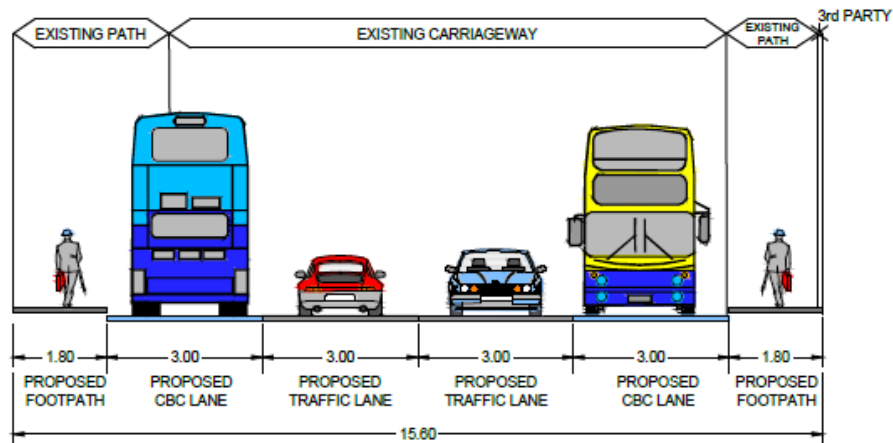 3rd PARTY
EXISTING PATH
EXISTING CARRIAGEWAY
EXISTING
PATH
1.80
3.00
3.00
3.00
3.00
1.80
PROPOSED
FOOTPATH
PROPOSED
CBC LANE
PROPOSED
TRAFFIC LANE
PROPOSED
TRAFFIC LANE
PROPOSED
CBC LANE
PROPOSED
FOOTPATH
15.60